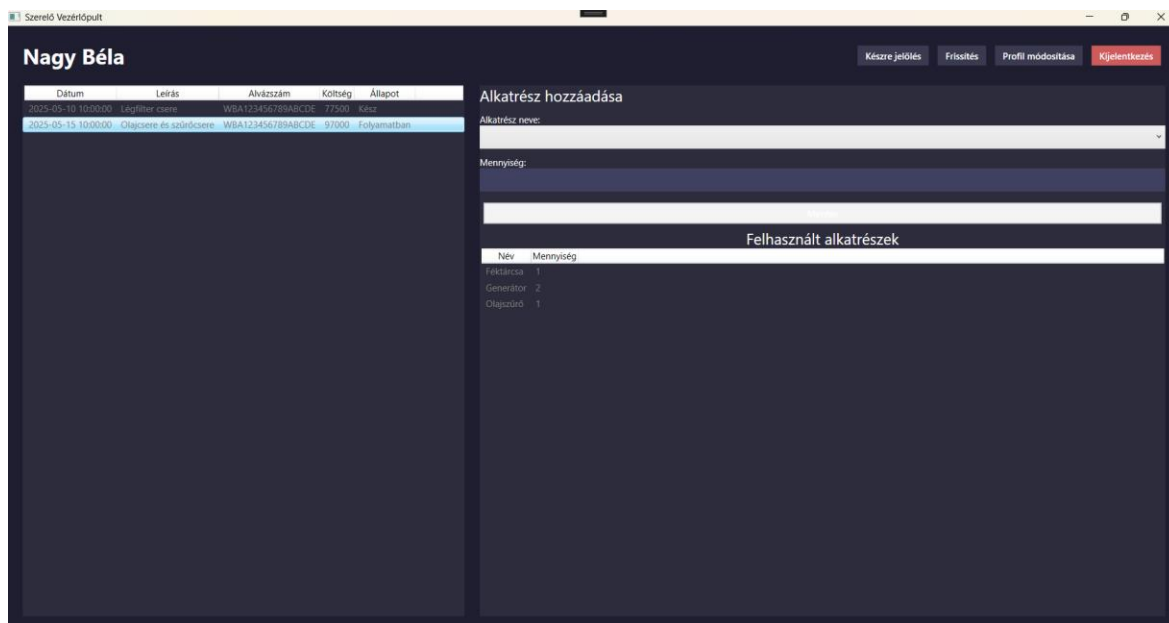 Szerelő Vezérlőpult
Nagy Béla
Készre jelölés Frissítés Profil módosítása Kijelentkezés
Dátum Leírás Alvázszám Költség Állapot
2025-05-10 10:00:00 Légfilter csere WBA123456789ABCDE 77500 Kész
2025-05-15 10:00:00 Olajcsere és szűrőcsere WBA123456789ABCDE 97000 Folyamatban
Alkatrész hozzáadása
Alkatrész neve:
Mennyiség:
Felhasznált alkatrészek
Név Mennyiség
Féktárcsa 1
Generátor 2
Olajszűrő 1